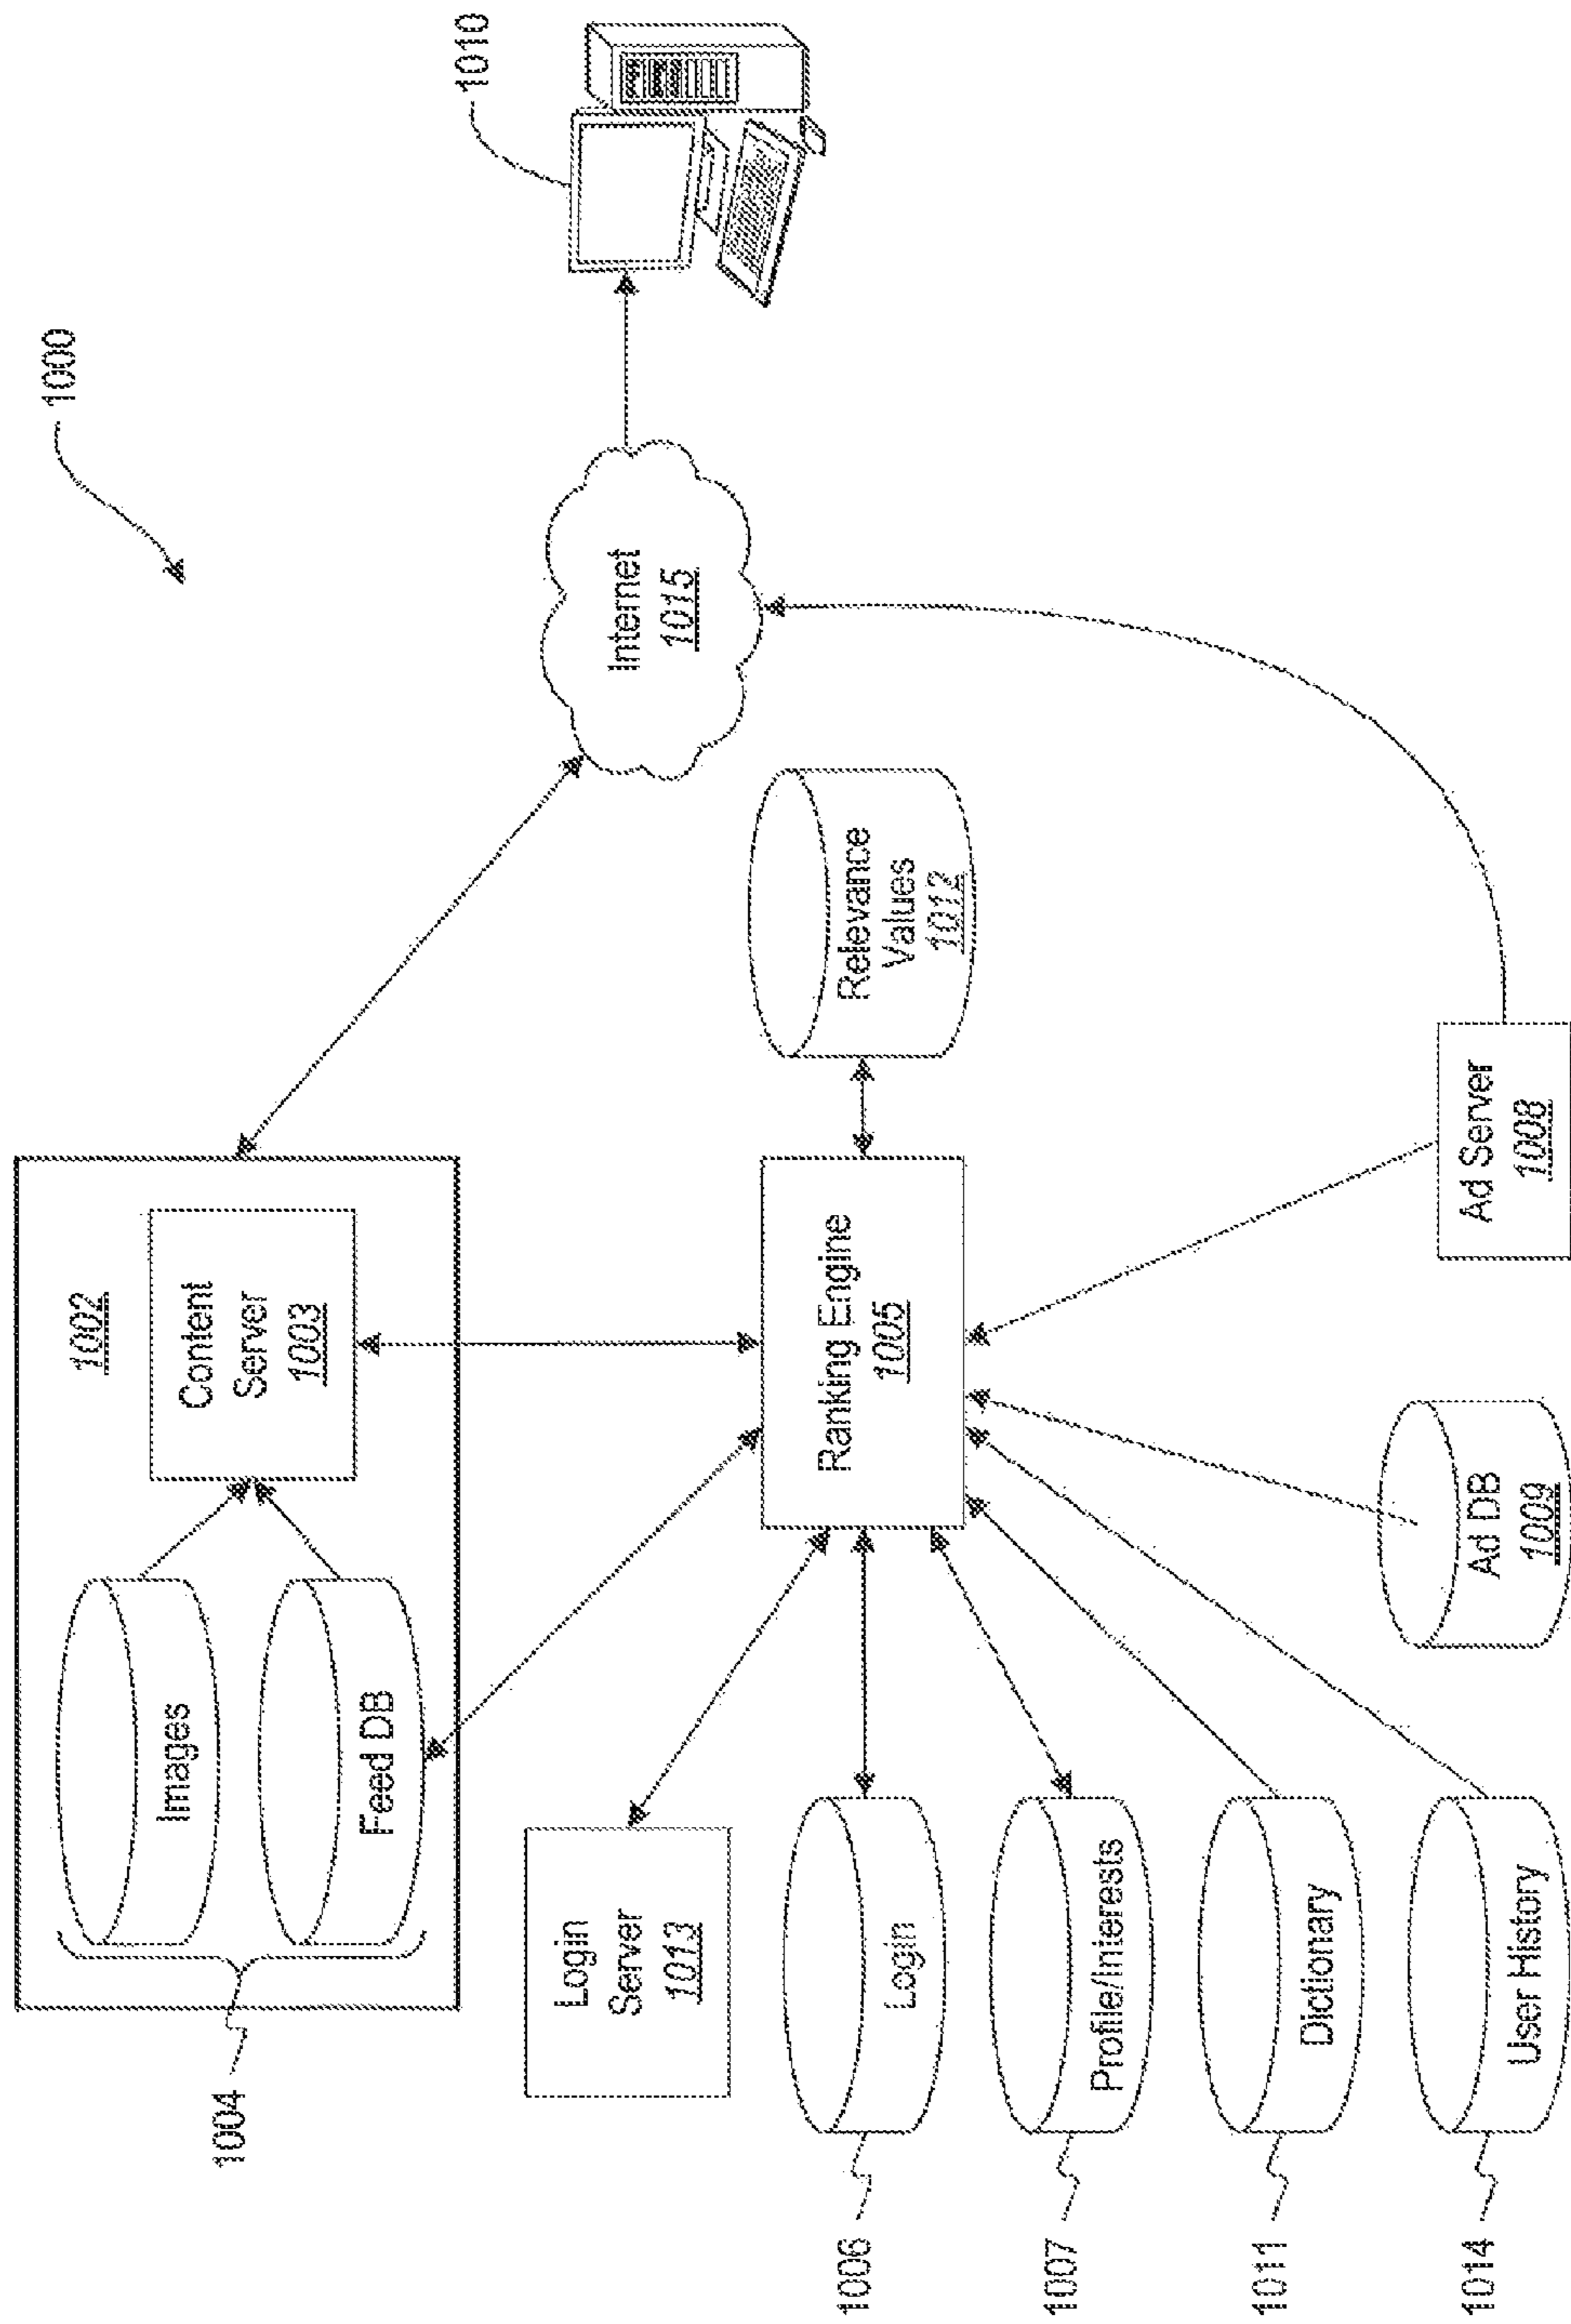 1000
1002
Images
Content
Server
1003
1004
Feed DB
1010
Internet
1015
Login
Server
1013
Relevance
Values
1012
Ranking Engine
1005
1006
Login
1007
Profile/Interests
1011
Dictionary
1014
User History
Ad DB
1009
Ad Server
1008